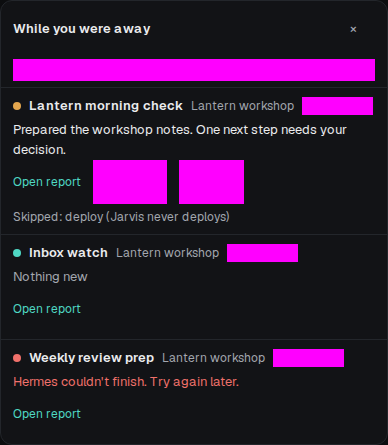 While you were away ×
Lantern morning check Lantern workshop
Prepared the workshop notes. One next step needs your
decision.
Open report
Skipped: deploy (Jarvis never deploys)
Inbox watch Lantern workshop
Nothing new
Open report
Weekly review prep Lantern workshop
Hermes couldn't finish. Try again later.
Open report